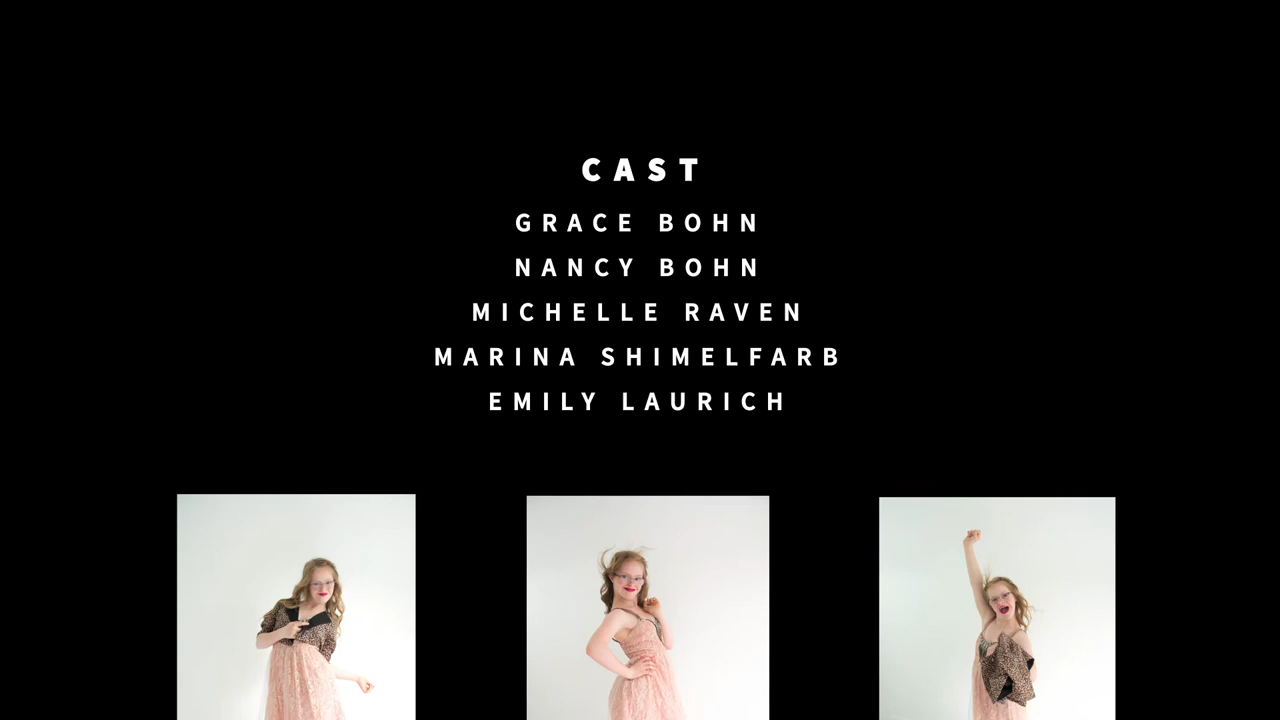 CAST
GRACE BOHN
NANCY BOHN
MICHELLE RAVEN
MARINA SHIMELFARB
EMILY LAURICH